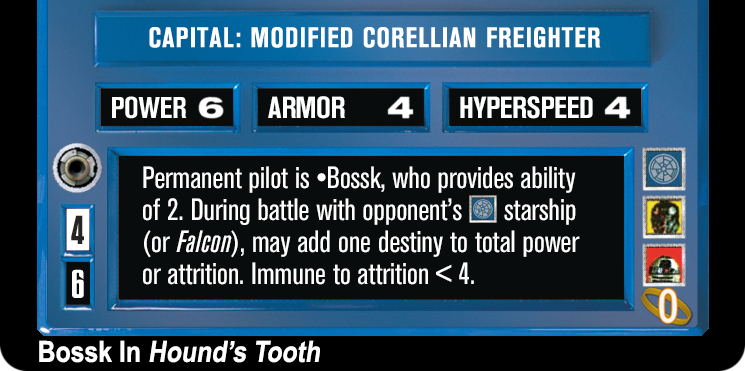 CAPITAL: MODIFIED CORELLIAN FREIGHTER
POWER 6 ARMOR 4 HYPERSPEED 4
Permanent pilot is •Bossk, who provides ability
of 2. During battle with opponent's starship
(or Falcon), may add one destiny to total power
or attrition. Immune to attrition < 4.
4
6
0
Bossk In Hound's Tooth